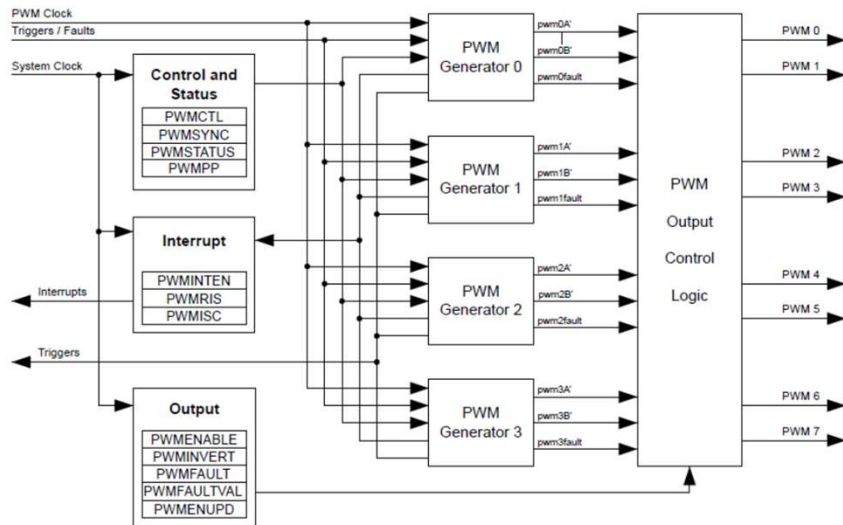 PWM Clock
Triggers / Faults
System Clock
Control and
Status
PWMCTL
PWMSYNC
PWMSTATUS
PWMPP
Interrupt
PWMINTEN
PWMRIS
PWMISC
Interrupts
Triggers
Output
PWMENABLE
PWMINVERT
PWMFAULT
PWMFAULTVAL
PWMENUPD
PWM
Generator 0
pwm0A'
pwm0B'
pwm0fault
PWM
Generator 1
pwm1A'
pwm1B'
pwm1fault
PWM
Generator 2
pwm2A'
pwm2B'
pwm2fault
PWM
Generator 3
pwm3A'
pwm3B'
pwm3fault
PWM
Output
Control
Logic
PWM 0
PWM 1
PWM 2
PWM 3
PWM 4
PWM 5
PWM 6
PWM 7